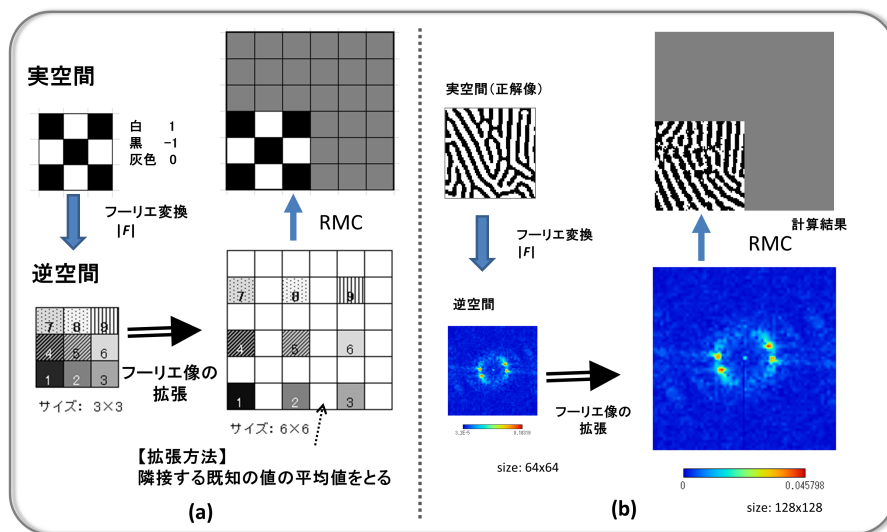 実空間
白 1
黒 -1
灰色 0
フーリエ変換
|F|
RMC
逆空間
7 8 9
4 5 6
1 2 3
サイズ: 3×3
フーリエ像の
拡張
7 8 9
4 5 6
1 2 3
サイズ: 6×6
【拡張方法】
隣接する既知の値の平均値をとる
(a)
実空間(正解像)
フーリエ変換
|F|
計算結果
RMC
逆空間
フーリエ像の
拡張
3.2E-5 0.18318
size: 64x64
0 0.045798
size: 128x128
(b)